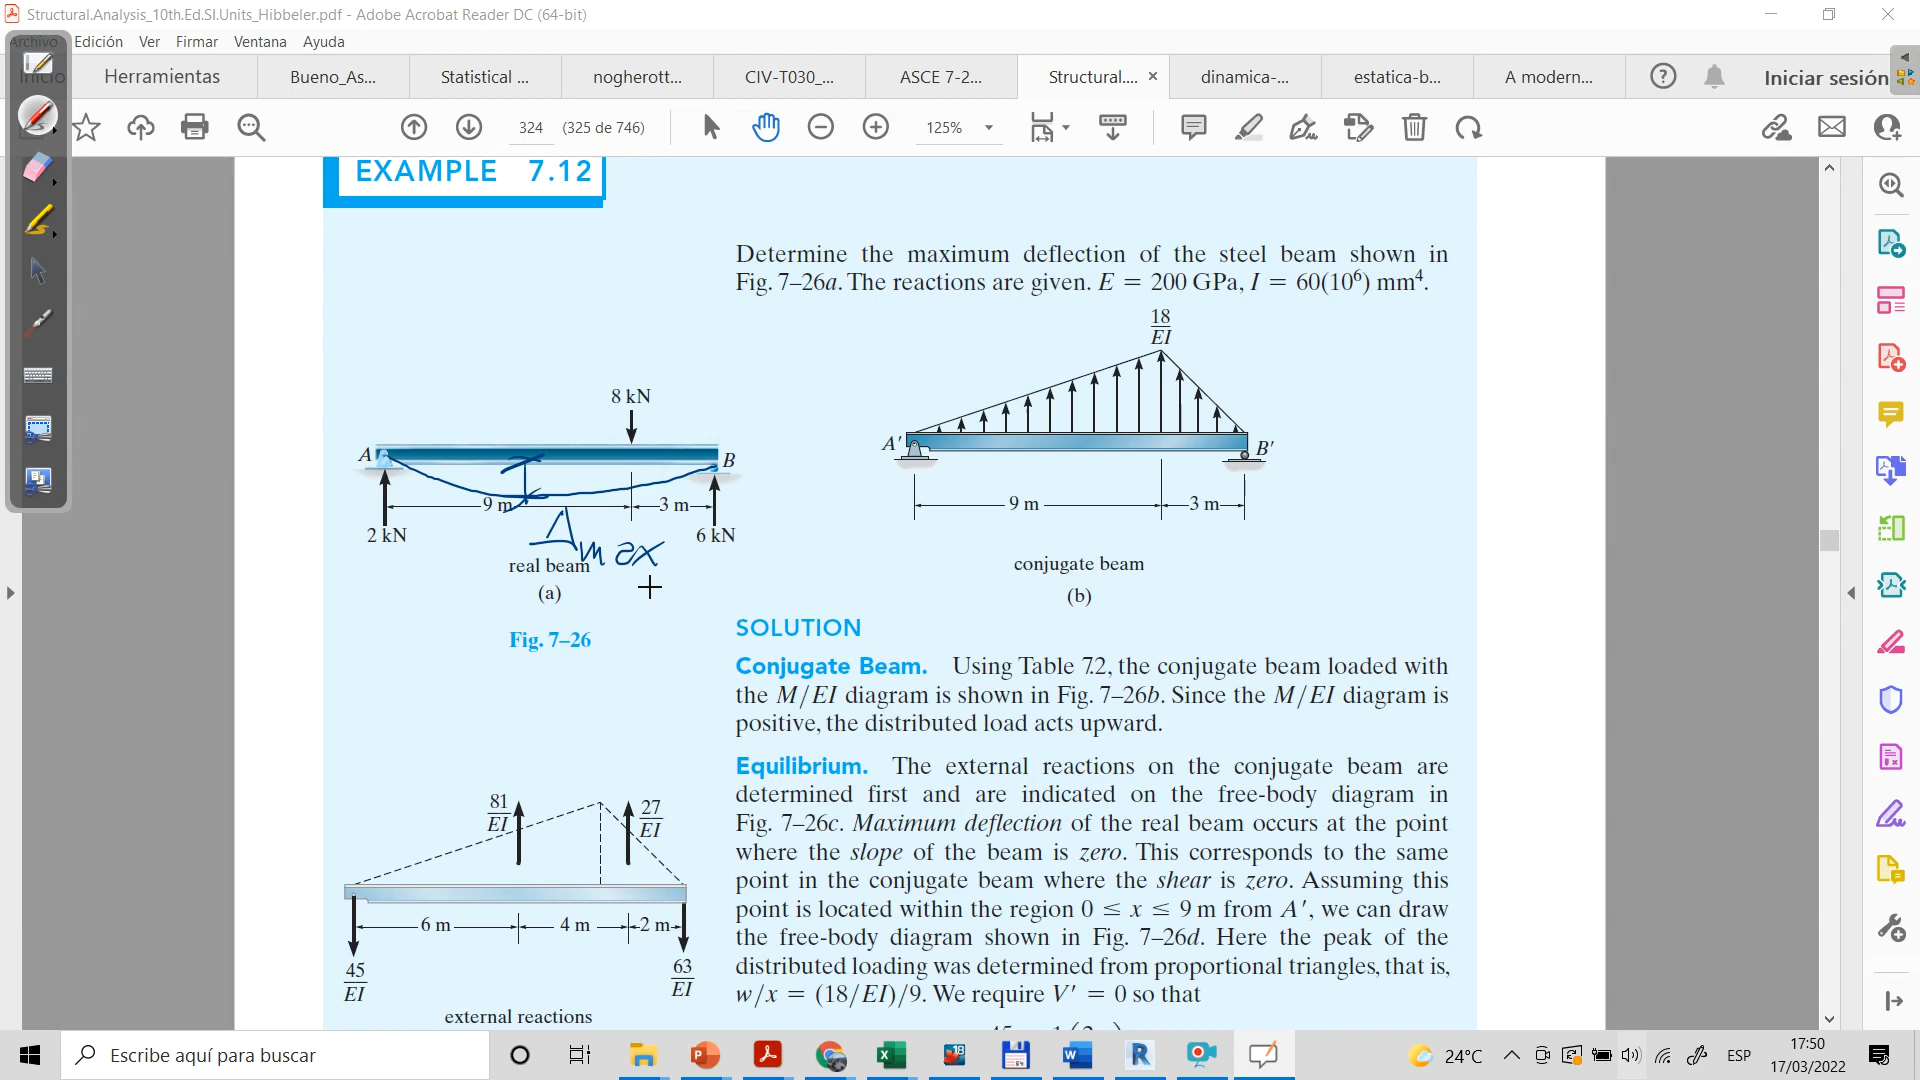 Structural.Analysis_10th.Ed.SI.Units_Hibbeler.pdf - Adobe Acrobat Reader DC (64-bit)
Archivo Edición Ver Firmar Ventana Ayuda
Inicio Herramientas Bueno_As... Statistical ... nogherott... CIV-T030_... ASCE 7-2... Structural.... × dinamica-... estatica-b... A modern... Iniciar sesión
324 (325 de 746) 125%
EXAMPLE 7.12
Determine the maximum deflection of the steel beam shown in
Fig. 7–26a. The reactions are given. E = 200 GPa, I = 60(10⁶) mm⁴.
18
EI
8 kN
A
B
A'
B'
9 m
3 m
2 kN
6 kN
Δmax
real beam
(a)
Fig. 7–26
9 m
3 m
conjugate beam
(b)
SOLUTION
Conjugate Beam. Using Table 7.2, the conjugate beam loaded with
the M/EI diagram is shown in Fig. 7–26b. Since the M/EI diagram is
positive, the distributed load acts upward.
Equilibrium. The external reactions on the conjugate beam are
determined first and are indicated on the free-body diagram in
Fig. 7–26c. Maximum deflection of the real beam occurs at the point
where the slope of the beam is zero. This corresponds to the same
point in the conjugate beam where the shear is zero. Assuming this
point is located within the region 0 ≤ x ≤ 9 m from A', we can draw
the free-body diagram shown in Fig. 7–26d. Here the peak of the
distributed loading was determined from proportional triangles, that is,
w/x = (18/EI)/9. We require V' = 0 so that
81
EI
27
EI
6 m
4 m
2 m
45
EI
63
EI
external reactions
Escribe aquí para buscar
24°C
ESP
17:50
17/03/2022